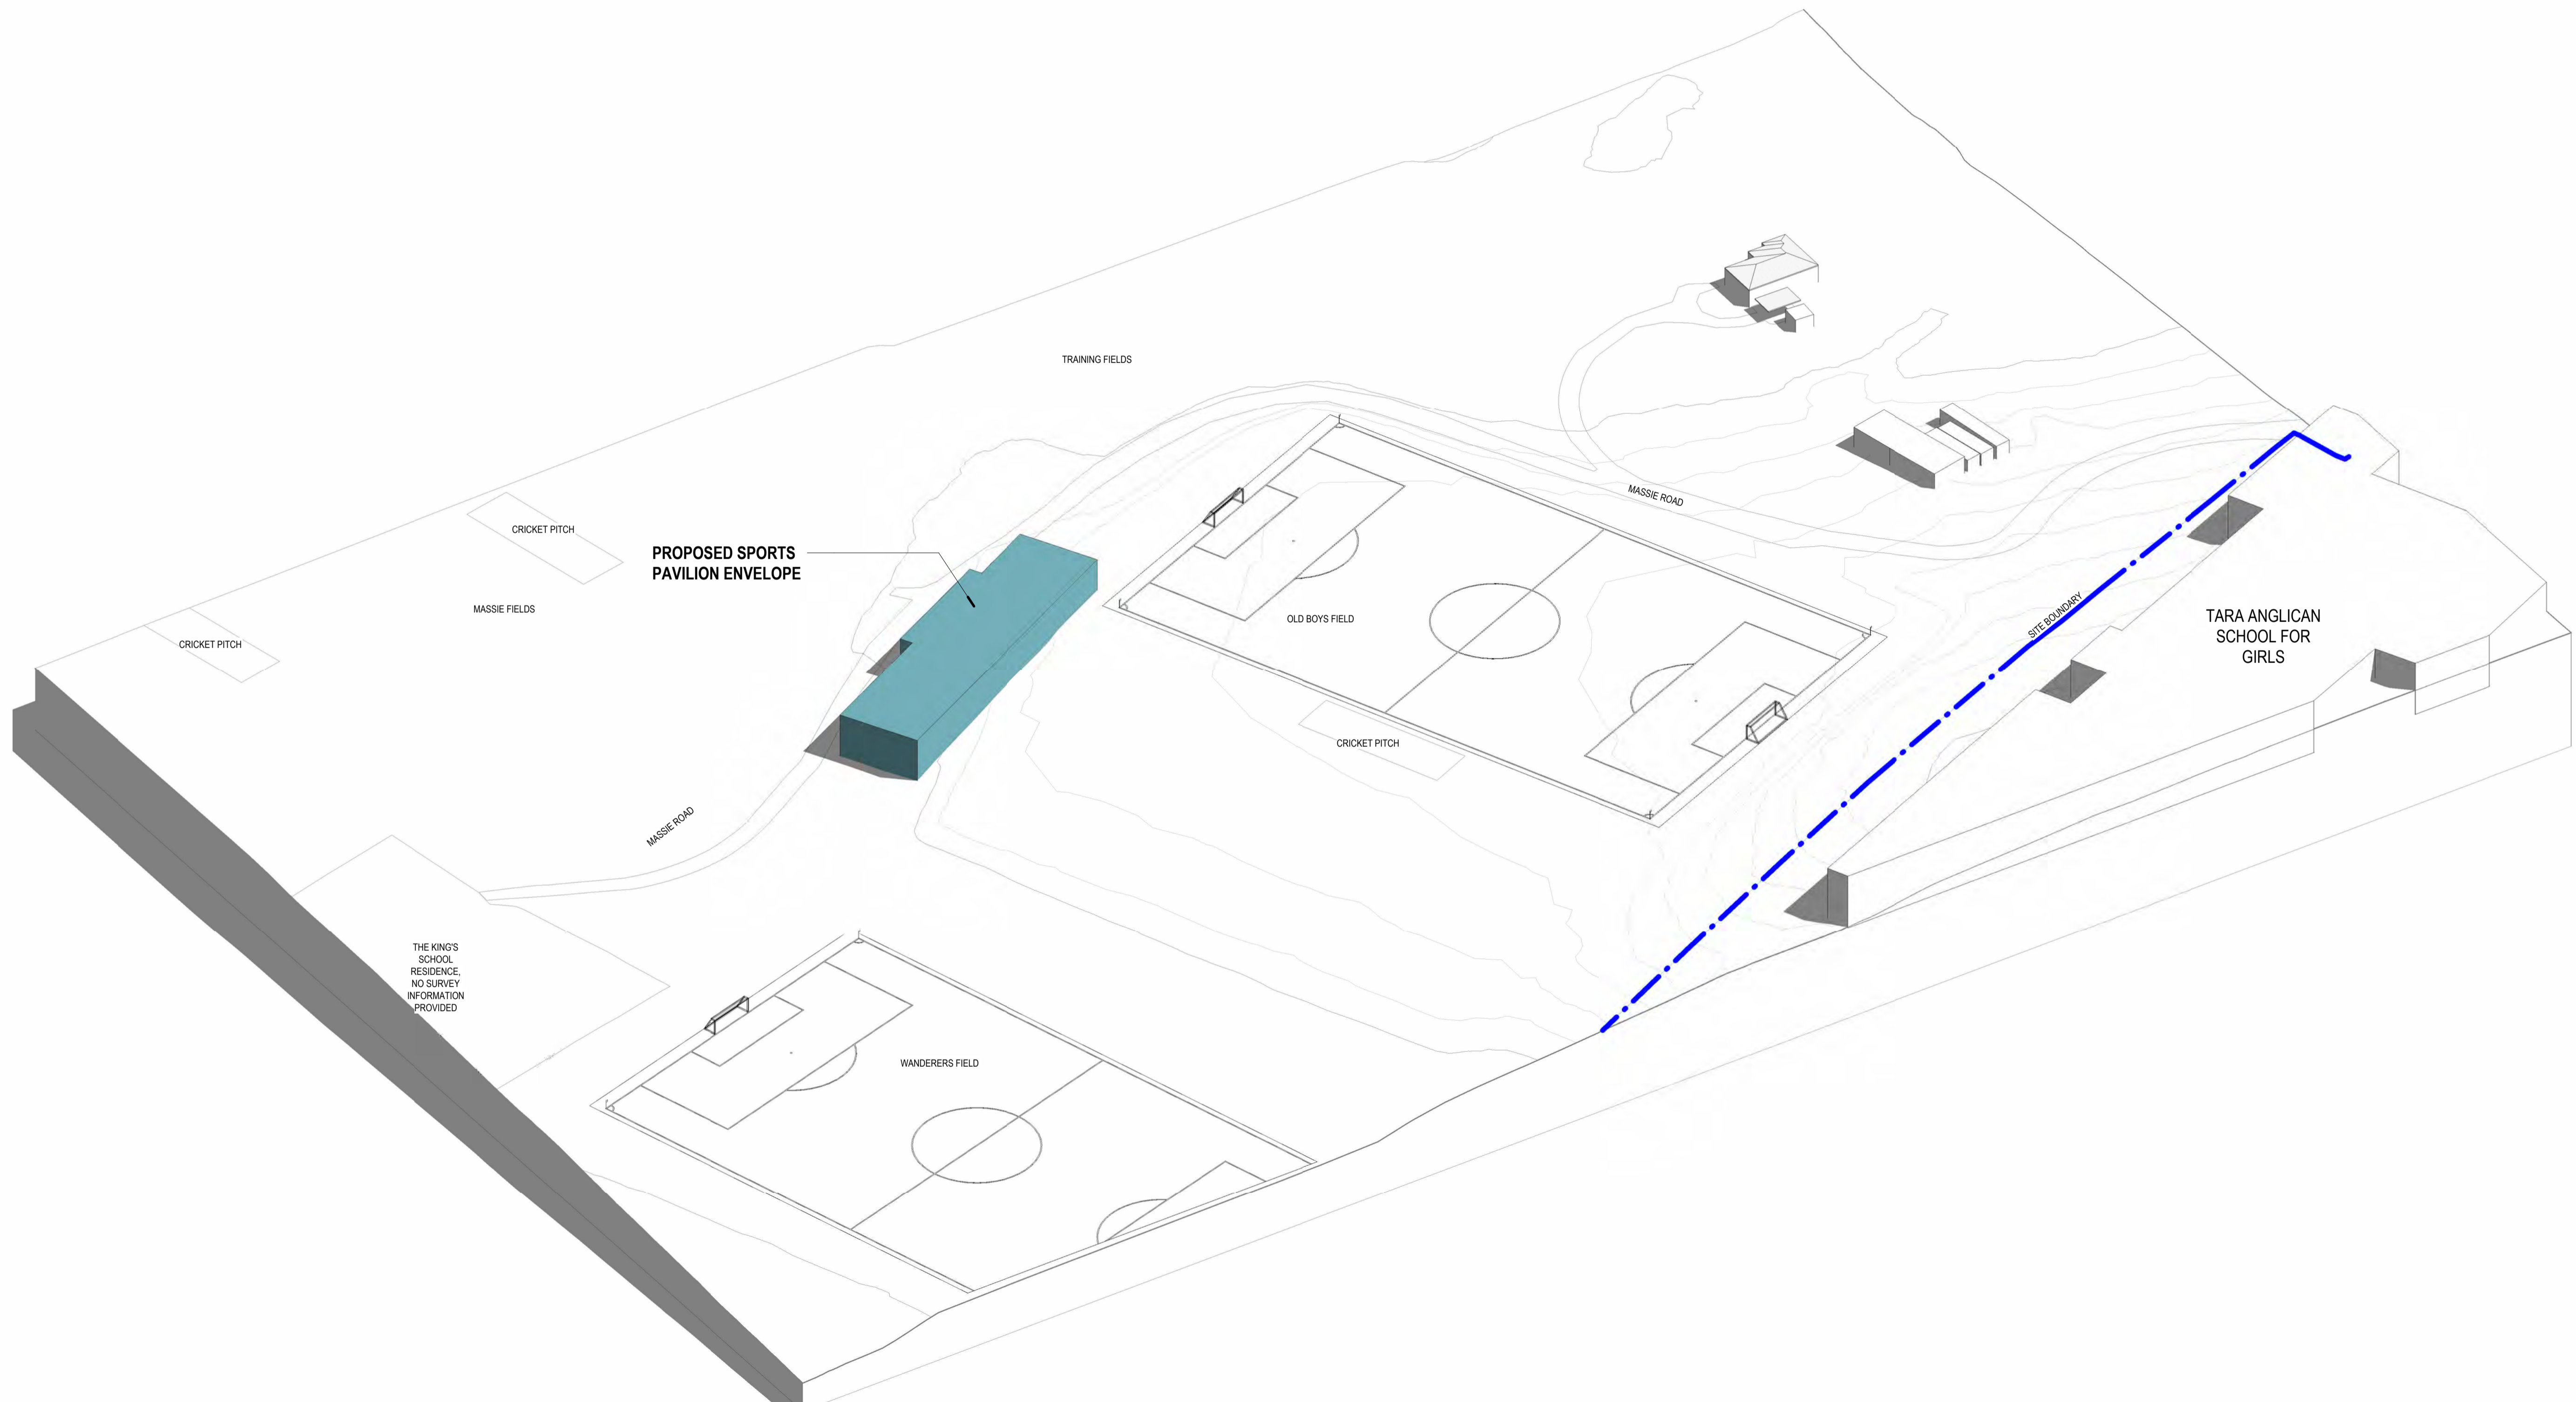 TRAINING FIELDS
CRICKET PITCH
MASSIE ROAD
PROPOSED SPORTS
PAVILION ENVELOPE
MASSIE FIELDS
CRICKET PITCH
OLD BOYS FIELD
SITE BOUNDARY
TARA ANGLICAN
SCHOOL FOR
GIRLS
CRICKET PITCH
MASSIE ROAD
THE KING'S
SCHOOL
RESIDENCE,
NO SURVEY
INFORMATION
PROVIDED
WANDERERS FIELD